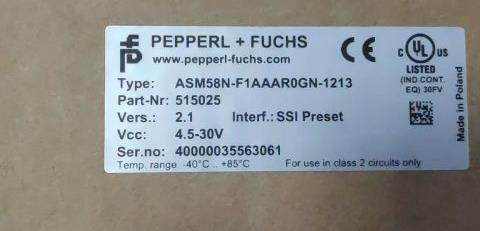 PEPPERL + FUCHS
www.pepperl-fuchs.com
CE
C UL US
LISTED
(IND.CONT.
EQ) 30FV
Type: ASM58N-F1AAAR0GN-1213
Part-Nr: 515025
Vers.: 2.1 Interf.: SSI Preset
Vcc: 4.5-30V
Ser.no: 40000035563061
Temp. range -40°C .. +85°C For use in class 2 circuits only
Made in Poland